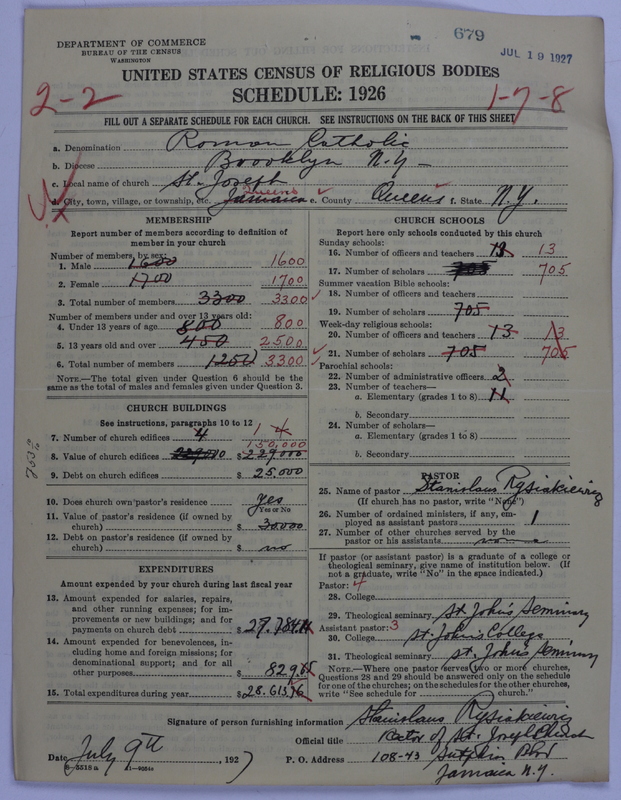 679
JUL 19 1927
DEPARTMENT OF COMMERCE
BUREAU OF THE CENSUS
WASHINGTON
UNITED STATES CENSUS OF RELIGIOUS BODIES
SCHEDULE: 1926
2-2
1-7-8
FILL OUT A SEPARATE SCHEDULE FOR EACH CHURCH. SEE INSTRUCTIONS ON THE BACK OF THIS SHEET
a. Denomination Roman Catholic
b. Diocese Brooklyn N.Y.
c. Local name of church St. Joseph
d. City, town, village, or township, etc. Jamaica Queens e. County Queens f. State N.Y.
MEMBERSHIP
Report number of members according to definition of
member in your church
Number of members, by sex:
1. Male 1600 1600
2. Female 1700 1700
3. Total number of members 3300 3300
Number of members under and over 13 years old:
4. Under 13 years of age 800 800
5. 13 years old and over 450 2500
6. Total number of members 1250 3300
NOTE.—The total given under Question 6 should be the
same as the total of males and females given under Question 3.
CHURCH BUILDINGS
See instructions, paragraphs 10 to 12
7. Number of church edifices 4 1 4
150,000
8. Value of church edifices 229000 $ 229000
9. Debt on church edifices $ 25.000
10. Does church own pastor's residence yes
Yes or No
11. Value of pastor's residence (if owned by
church) $ 30.000
12. Debt on pastor's residence (if owned by
church) $ no
EXPENDITURES
Amount expended by your church during last fiscal year
13. Amount expended for salaries, repairs,
and other running expenses; for im-
provements or new buildings; and for
payments on church debt $ 27.784
14. Amount expended for benevolences, in-
cluding home and foreign missions; for
denominational support; and for all
other purposes $ 829.
15. Total expenditures during year $ 28.613
CHURCH SCHOOLS
Report here only schools conducted by this church
Sunday schools:
16. Number of officers and teachers 13 13
17. Number of scholars 705 705
Summer vacation Bible schools:
18. Number of officers and teachers
19. Number of scholars 705
Week-day religious schools:
20. Number of officers and teachers 13 13
21. Number of scholars 705 705
Parochial schools:
22. Number of administrative officers 2
23. Number of teachers—
a. Elementary (grades 1 to 8) 11
b. Secondary
24. Number of scholars—
a. Elementary (grades 1 to 8)
b. Secondary
PASTOR
25. Name of pastor Stanislaus Rysiakiewicz
(If church has no pastor, write "None")
26. Number of ordained ministers, if any, em-
ployed as assistant pastors 1
27. Number of other churches served by the
pastor or his assistants none
If pastor (or assistant pastor) is a graduate of a college or
theological seminary, give name of institution below. (If
not a graduate, write "No" in the space indicated.)
Pastor: 4
28. College
29. Theological seminary St. John's Seminary
Assistant pastor: 3
30. College St. John's College
31. Theological seminary St. John's Seminary
NOTE.—Where one pastor serves two or more churches,
Questions 28 and 29 should be answered only on the schedule
for one of the churches; on the schedules for the other churches,
write "See schedule for church."
Signature of person furnishing information Stanislaus Rysiakiewicz
Official title Rector of St. Joseph Church
Date July 9th, 1927
P. O. Address 108-43 Sutphin Blvd
Jamaica N.Y.